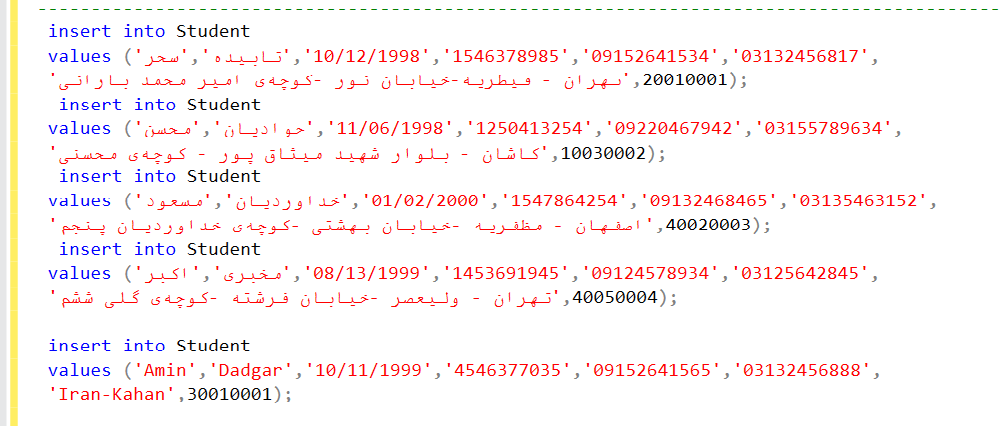 insert into Student
values ('سحر','تابیده','10/12/1998','1546378985','09152641534','03132456817',
'تهران - قیطریه-خیابان نور -کوچه‌ی امیر محمد بارانی',20010001);
insert into Student
values ('محسن','جوادیان','11/06/1998','1250413254','09220467942','03155789634',
'کاشان - بلوار شهید میثاق پور - کوچه‌ی محسنی',10030002);
insert into Student
values ('مسعود','خداوردیان','01/02/2000','1547864254','09132468465','03135463152',
'اصفهان - مظفریه -خیابان بهشتی -کوچه‌ی خداوردیان پنجم',40020003);
insert into Student
values ('اکبر','مخبری','08/13/1999','1453691945','09124578934','03125642845',
'تهران - ولیعصر -خیابان فرشته -کوچه‌ی گلی ششم',40050004);
insert into Student
values ('Amin','Dadgar','10/11/1999','4546377035','09152641565','03132456888',
'Iran-Kahan',30010001);